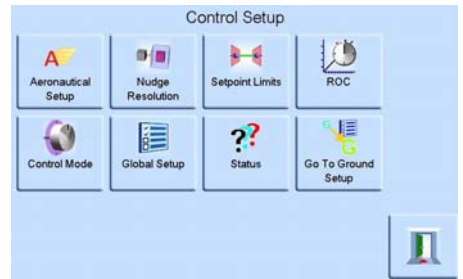 Control Setup
Aeronautical
Setup
Nudge
Resolution
Setpoint Limits
ROC
Control Mode
Global Setup
Status
Go To Ground
Setup